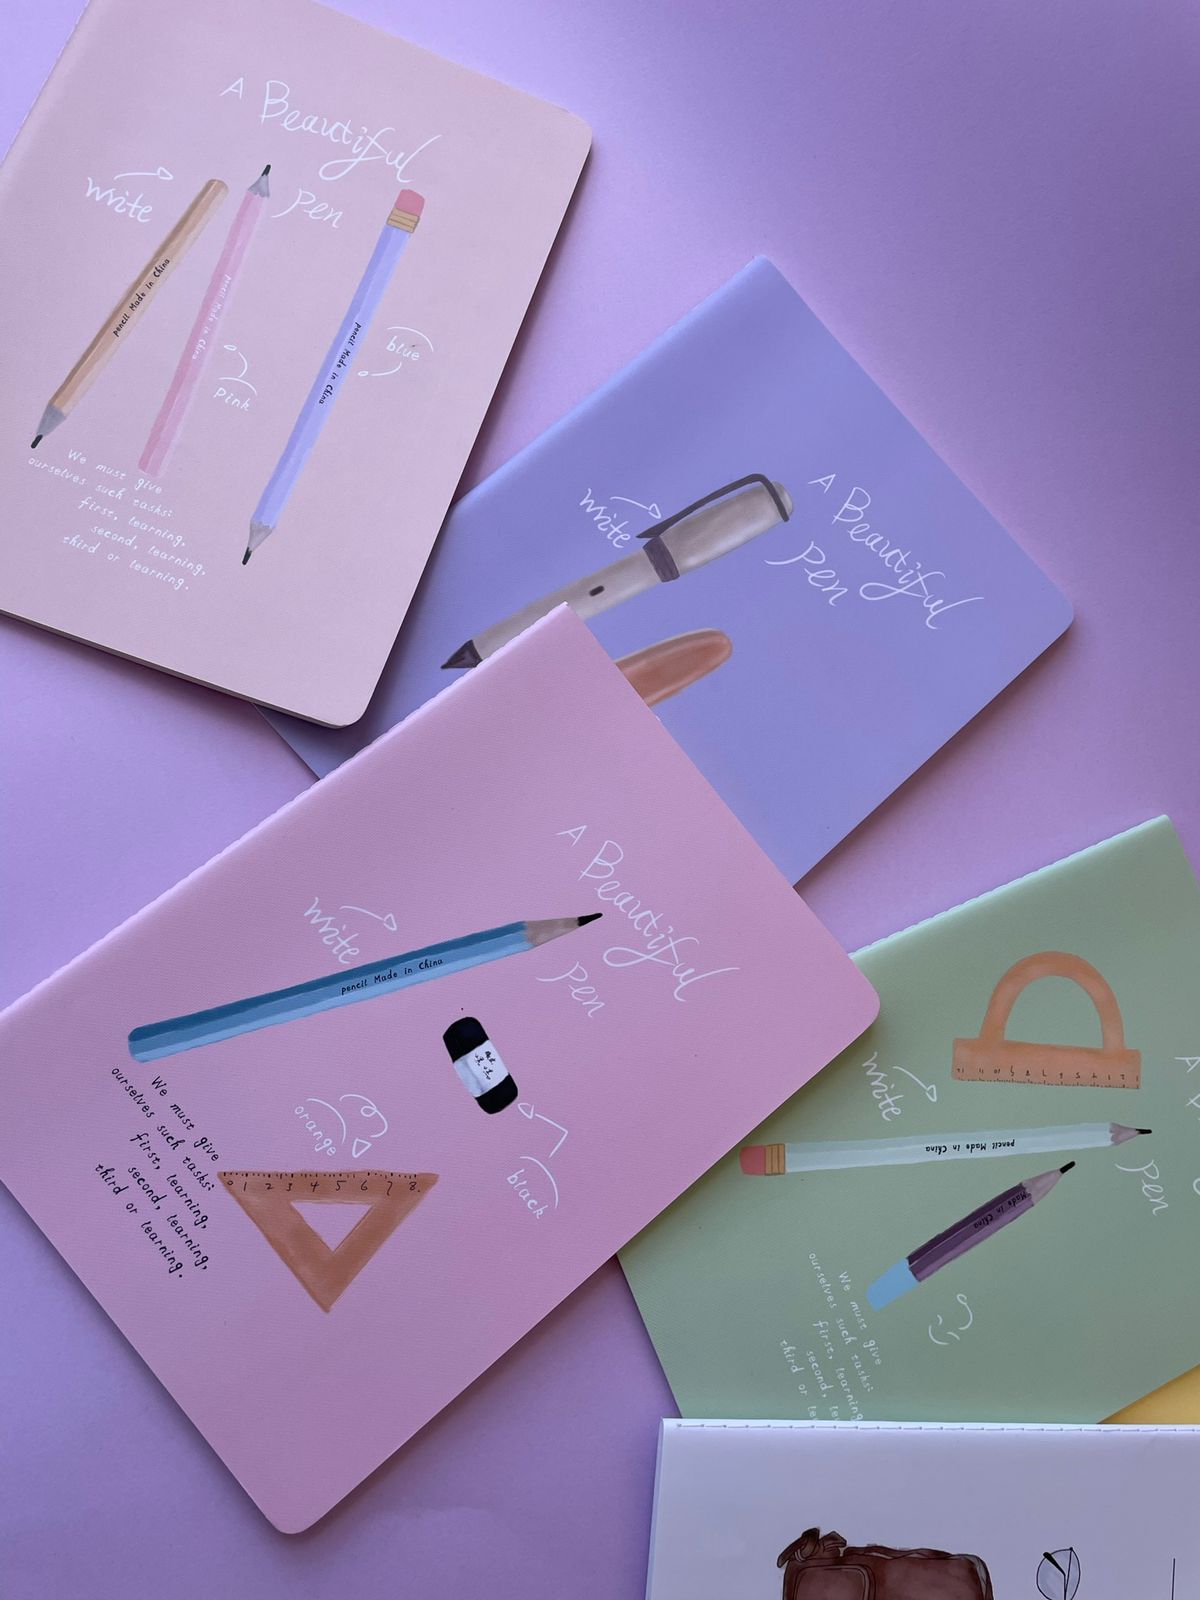 A Beautiful
Pen
write
pencil Made in China
pencil Made in China
pencil Made in China
blue
pink
We must give
ourselves such tasks:
first, learning,
second, learning,
third or learning.
write
A Beautiful
Pen
A Beautiful
Pen
write
pencil Made in China
orange
black
0 1 2 3 4 5 6 7 8
We must give
ourselves such tasks:
first, learning,
second, learning,
third or learning.
A
Pen
write
pencil Made in China
Made in China
We must give
ourselves such tasks:
first, learning
second,
third or